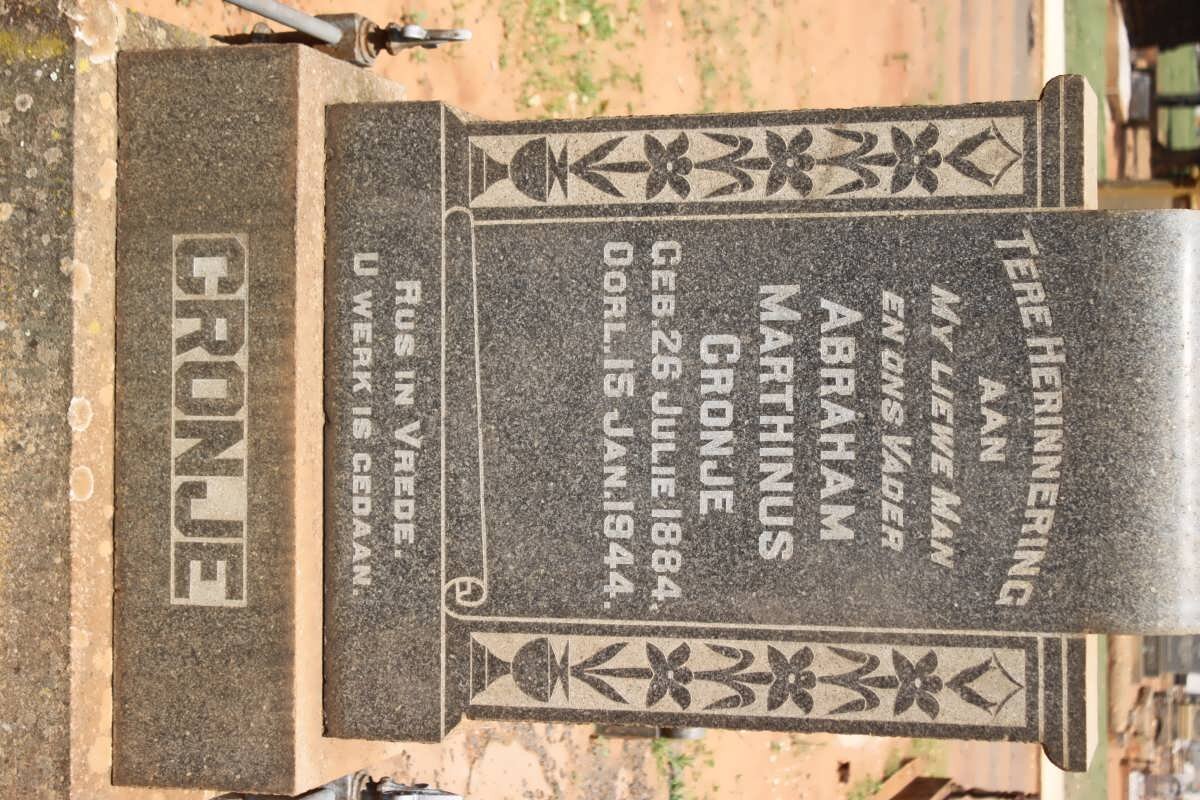 TERE HERINNERING
AAN
MY LIEWE MAN
EN ONS VADER
ABRAHAM
MARTHINUS
CRONJE
GEB. 26 JULIE 1884.
OORL. 15 JAN. 1944.
RUS IN VREDE.
U WERK IS GEDAAN.
CRONJE